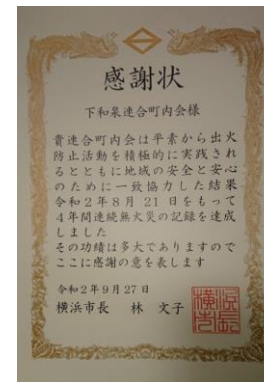 感謝状
下和泉連合町内会様
貴連合町内会は平素から出火
防止活動を積極的に実践され
るとともに地域の安全と安心
のために一致協力した結果
令和2年8月21日をもって
4年間連続無火災の記録を達成
しました
その功績は多大でありますので
ここに感謝の意を表します
令和2年9月27日
横浜市長 林 文子